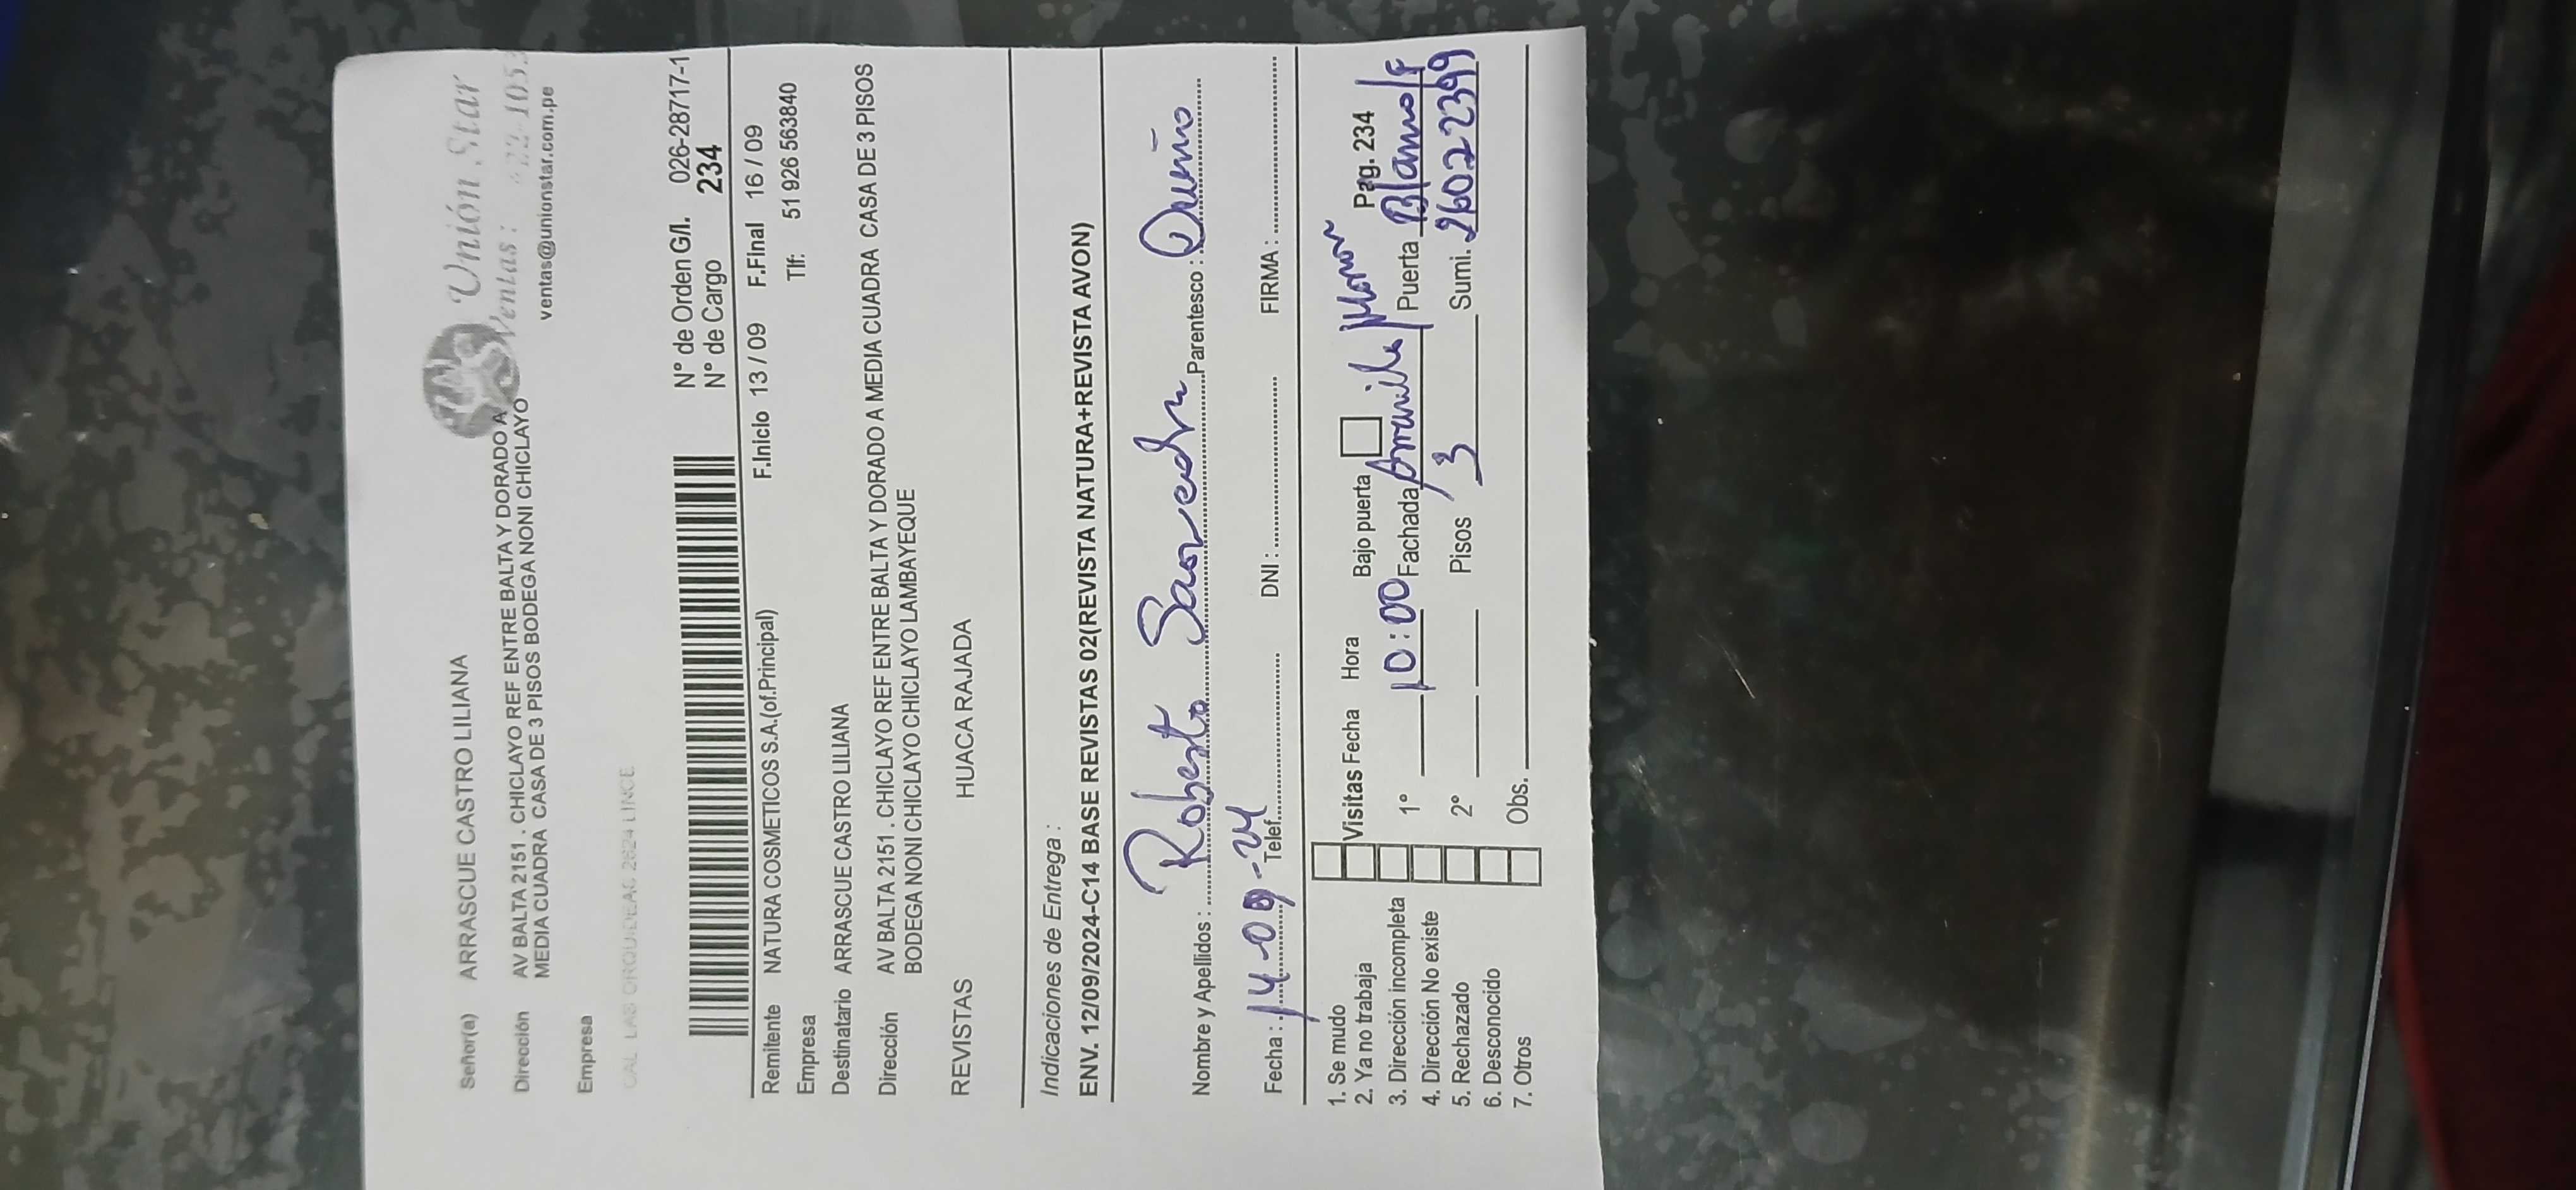 Unión Star
Ventas :
ventas@unionstar.com.pe
Señor(a) ARRASCUE CASTRO LILIANA
Dirección AV BALTA 2151 . CHICLAYO REF ENTRE BALTA Y DORADO A
MEDIA CUADRA CASA DE 3 PISOS BODEGA NONI CHICLAYO
Empresa
N° de Orden G/I. 026-28717-1
N° de Cargo 234
Remitente NATURA COSMETICOS S.A.(of.Principal) F.Inicio 13 / 09 F.Final 16 / 09
Empresa Tlf: 51 926 563840
Destinatario ARRASCUE CASTRO LILIANA
Dirección AV BALTA 2151 . CHICLAYO REF ENTRE BALTA Y DORADO A MEDIA CUADRA CASA DE 3 PISOS
BODEGA NONI CHICLAYO CHICLAYO LAMBAYEQUE
REVISTAS HUACA RAJADA
Indicaciones de Entrega :
ENV. 12/09/2024-C14 BASE REVISTAS 02(REVISTA NATURA+REVISTA AVON)
Nombre y Apellidos : Roberto Saavedra Parentesco :
Fecha : 14-09-24 Telef. DNI : FIRMA :
1. Se mudo
2. Ya no trabaja
3. Dirección incompleta
4. Dirección No existe
5. Rechazado
6. Desconocido
7. Otros
Visitas Fecha Hora Bajo puerta Pag. 234
1° 10:00 Fachada Puerta
2° Pisos 3 Sumi. 26022399
Obs.